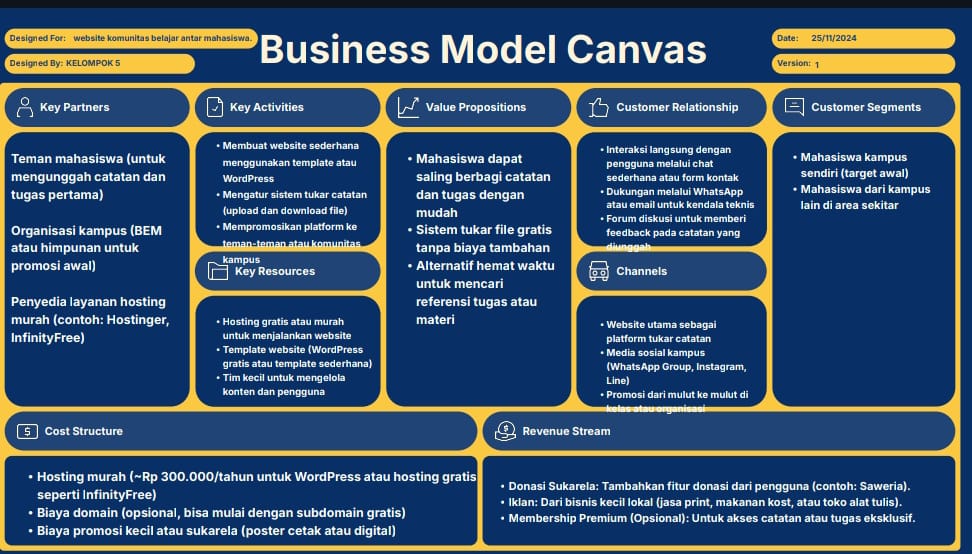 Designed For: website komunitas belajar antar mahasiswa.
Designed By: KELOMPOK 5
Business Model Canvas
Date: 25/11/2024
Version: 1
Key Partners
Teman mahasiswa (untuk
mengunggah catatan dan
tugas pertama)
Organisasi kampus (BEM
atau himpunan untuk
promosi awal)
Penyedia layanan hosting
murah (contoh: Hostinger,
InfinityFree)
Key Activities
• Membuat website sederhana
menggunakan template atau
WordPress
• Mengatur sistem tukar catatan
(upload dan download file)
• Mempromosikan platform ke
teman-teman atau komunitas
kampus
Key Resources
• Hosting gratis atau murah
untuk menjalankan website
• Template website (WordPress
gratis atau template sederhana)
• Tim kecil untuk mengelola
konten dan pengguna
Value Propositions
• Mahasiswa dapat
saling berbagi catatan
dan tugas dengan
mudah
• Sistem tukar file gratis
tanpa biaya tambahan
• Alternatif hemat waktu
untuk mencari
referensi tugas atau
materi
Customer Relationship
• Interaksi langsung dengan
pengguna melalui chat
sederhana atau form kontak
• Dukungan melalui WhatsApp
atau email untuk kendala teknis
• Forum diskusi untuk memberi
feedback pada catatan yang
diunggah
Channels
• Website utama sebagai
platform tukar catatan
• Media sosial kampus
(WhatsApp Group, Instagram,
Line)
• Promosi dari mulut ke mulut di
kelas atau organisasi
Customer Segments
• Mahasiswa kampus
sendiri (target awal)
• Mahasiswa dari kampus
lain di area sekitar
Cost Structure
• Hosting murah (~Rp 300.000/tahun untuk WordPress atau hosting gratis
seperti InfinityFree)
• Biaya domain (opsional, bisa mulai dengan subdomain gratis)
• Biaya promosi kecil atau sukarela (poster cetak atau digital)
Revenue Stream
• Donasi Sukarela: Tambahkan fitur donasi dari pengguna (contoh: Saweria).
• Iklan: Dari bisnis kecil lokal (jasa print, makanan kost, atau toko alat tulis).
• Membership Premium (Opsional): Untuk akses catatan atau tugas eksklusif.